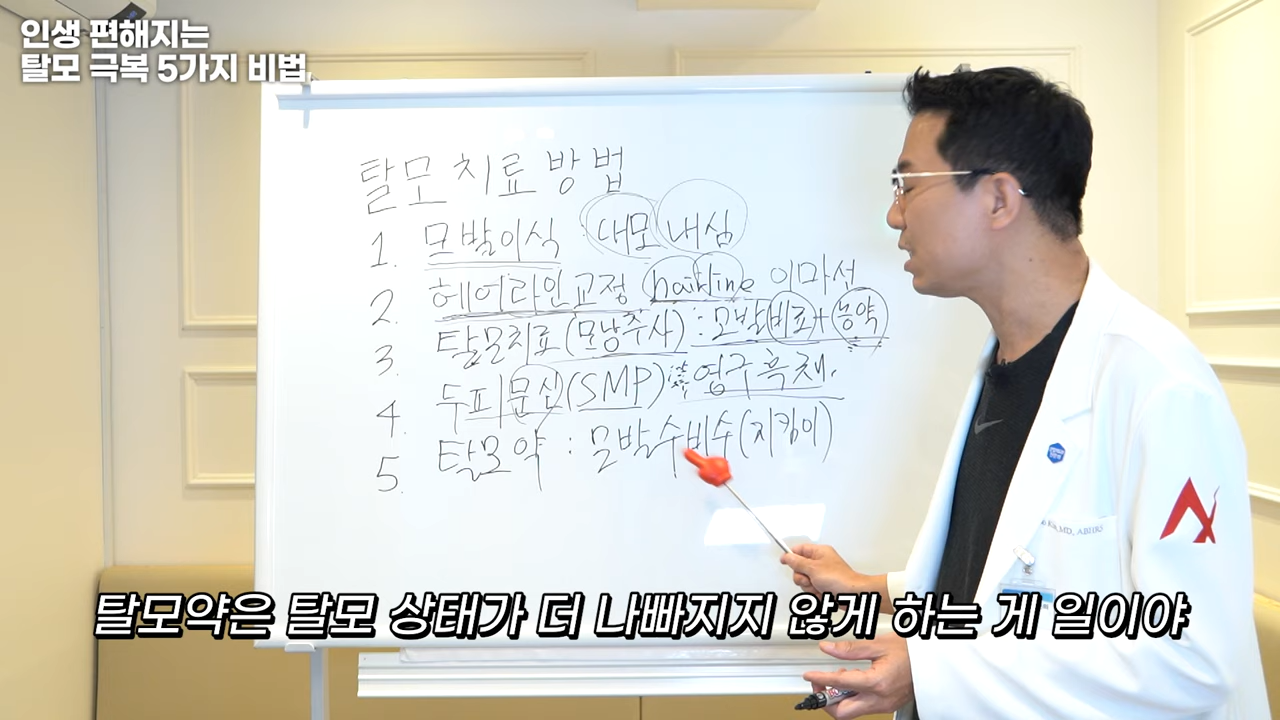 인생 편해지는
탈모 극복 5가지 비법
탈모 치료 방법
1. 모발이식 대모 내심
2. 헤어라인교정 hairline 이마선
3. 탈모치료(모낭주사) : 모발(비료)+농약
4. 두피문신(SMP) 영구흑채.
5. 탈모약 : 모발수비수(지킴이)
MD, ABHRS
탈모약은 탈모 상태가 더 나빠지지 않게 하는 게 일이야